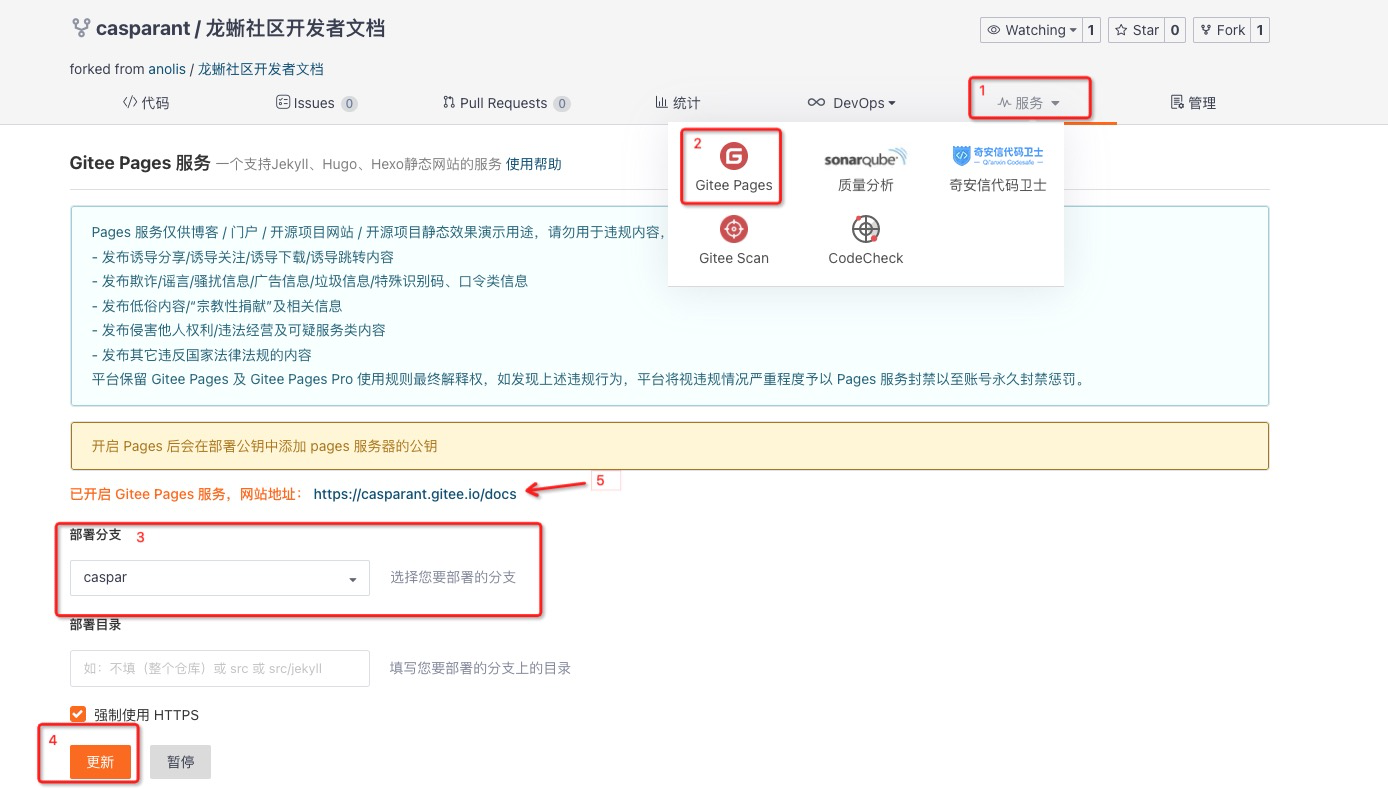 casparant / 龙蜥社区开发者文档
Watching 1
Star 0
Fork 1
forked from anolis / 龙蜥社区开发者文档
代码
Issues 0
Pull Requests 0
统计
DevOps
1 服务
管理
2
Gitee Pages
sonarqube
质量分析
奇安信代码卫士
Qi'anxin Codesafe
奇安信代码卫士
Gitee Scan
CodeCheck
Gitee Pages 服务 一个支持Jekyll、Hugo、Hexo静态网站的服务 使用帮助
Pages 服务仅供博客 / 门户 / 开源项目网站 / 开源项目静态效果演示用途，请勿用于违规内容，
- 发布诱导分享/诱导关注/诱导下载/诱导跳转内容
- 发布欺诈/谣言/骚扰信息/广告信息/垃圾信息/特殊识别码、口令类信息
- 发布低俗内容/“宗教性捐献”及相关信息
- 发布侵害他人权利/违法经营及可疑服务类内容
- 发布其它违反国家法律法规的内容
平台保留 Gitee Pages 及 Gitee Pages Pro 使用规则最终解释权，如发现上述违规行为，平台将视违规情况严重程度予以 Pages 服务封禁以至账号永久封禁惩罚。
开启 Pages 后会在部署公钥中添加 pages 服务器的公钥
已开启 Gitee Pages 服务，网站地址： https://casparant.gitee.io/docs
5
部署分支 3
caspar
选择您要部署的分支
部署目录
如：不填（整个仓库）或 src 或 src/jekyll
填写您要部署的分支上的目录
强制使用 HTTPS
4
更新
暂停